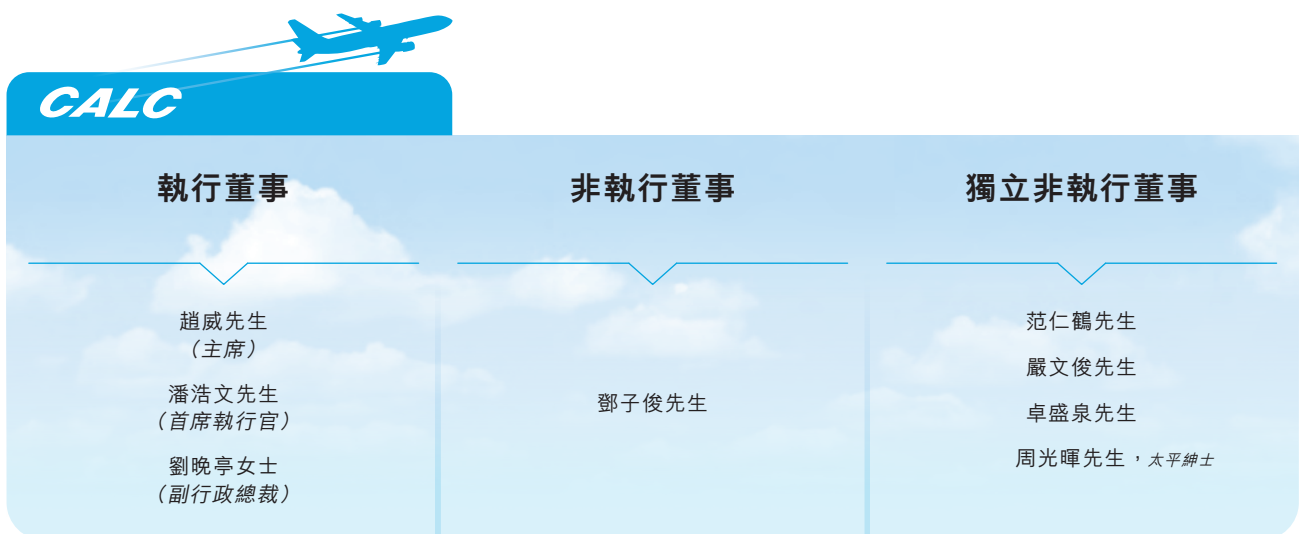 CALC
執行董事
趙威先生
（主席）
潘浩文先生
（首席執行官）
劉晚亭女士
（副行政總裁）
非執行董事
鄧子俊先生
獨立非執行董事
范仁鶴先生
嚴文俊先生
卓盛泉先生
周光暉先生，太平紳士